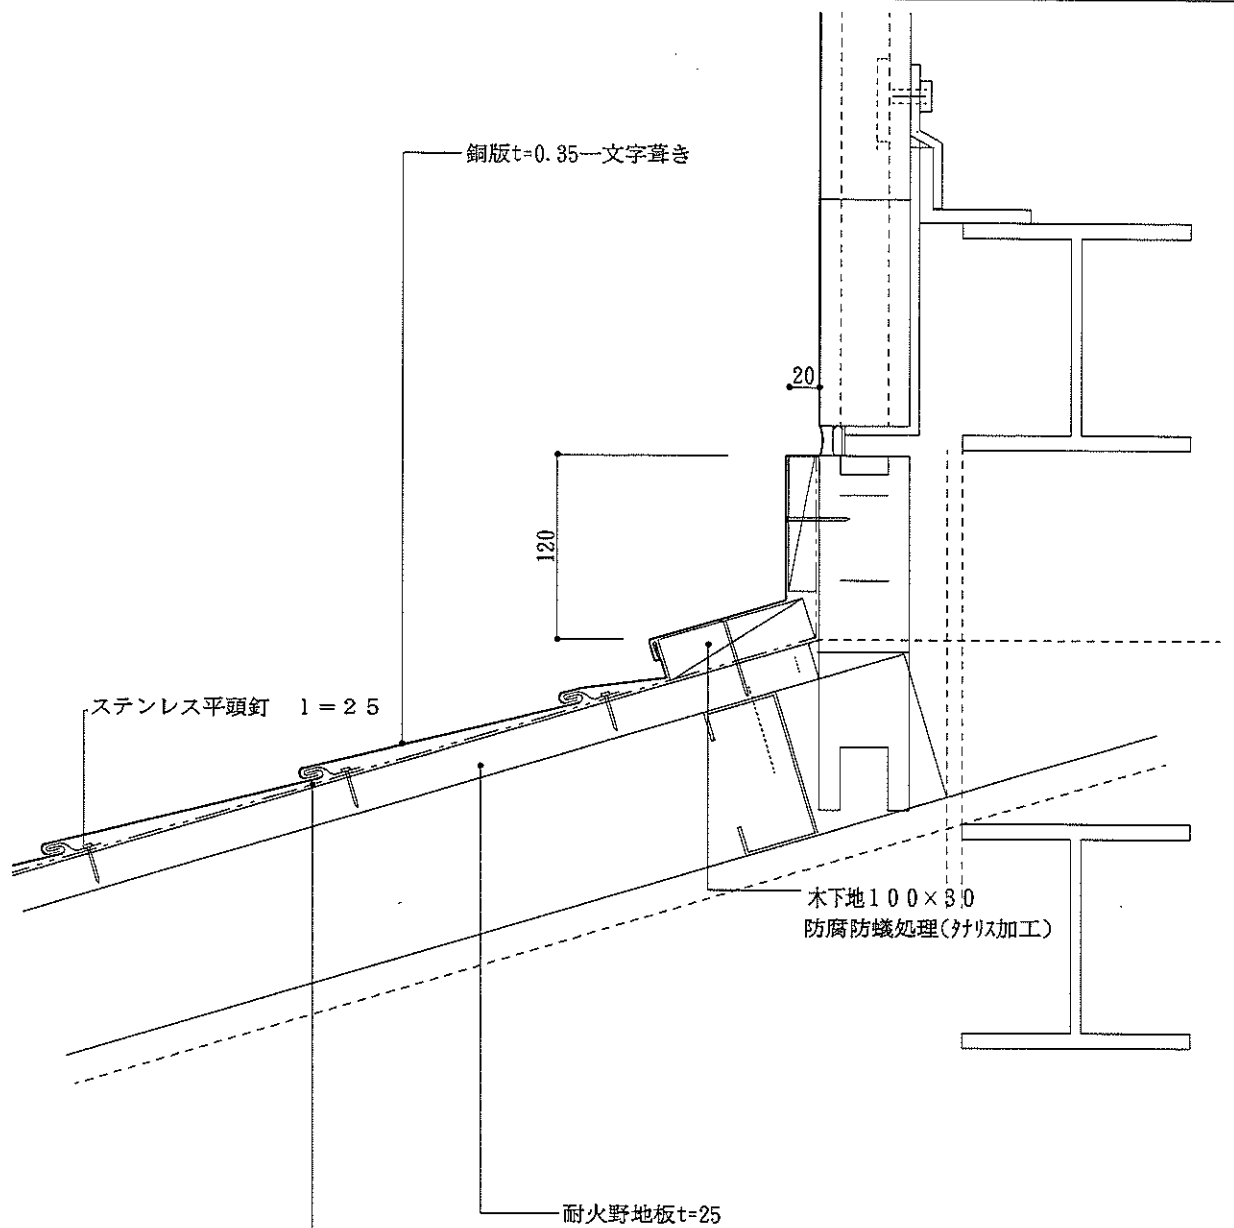 銅版t=0.35一文字葺き
20
120
ステンレス平頭釘 l=25
木下地100×30
防腐防蟻処理(タナリス加工)
耐火野地板t=25